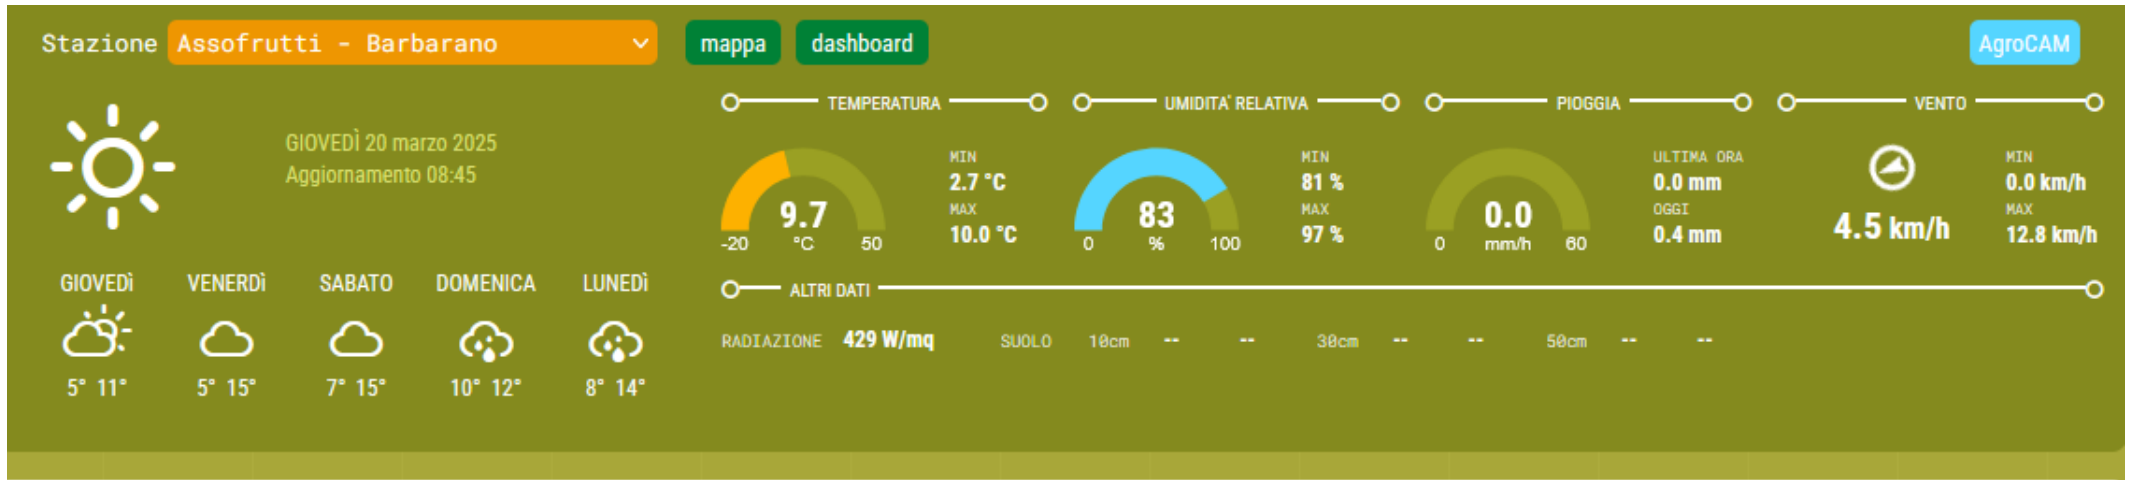 Stazione Assofrutti - Barbarano mappa dashboard AgroCAM
GIOVEDÌ 20 marzo 2025
Aggiornamento 08:45
TEMPERATURA
9.7
°C
-20 50
MIN
2.7 °C
MAX
10.0 °C
UMIDITA' RELATIVA
83
%
0 100
MIN
81 %
MAX
97 %
PIOGGIA
0.0
mm/h
0 60
ULTIMA ORA
0.0 mm
OGGI
0.4 mm
VENTO
4.5 km/h
MIN
0.0 km/h
MAX
12.8 km/h
GIOVEDÌ VENERDÌ SABATO DOMENICA LUNEDÌ
5° 11° 5° 15° 7° 15° 10° 12° 8° 14°
ALTRI DATI
RADIAZIONE 429 W/mq SUOLO 10cm -- -- 30cm -- -- 50cm -- --